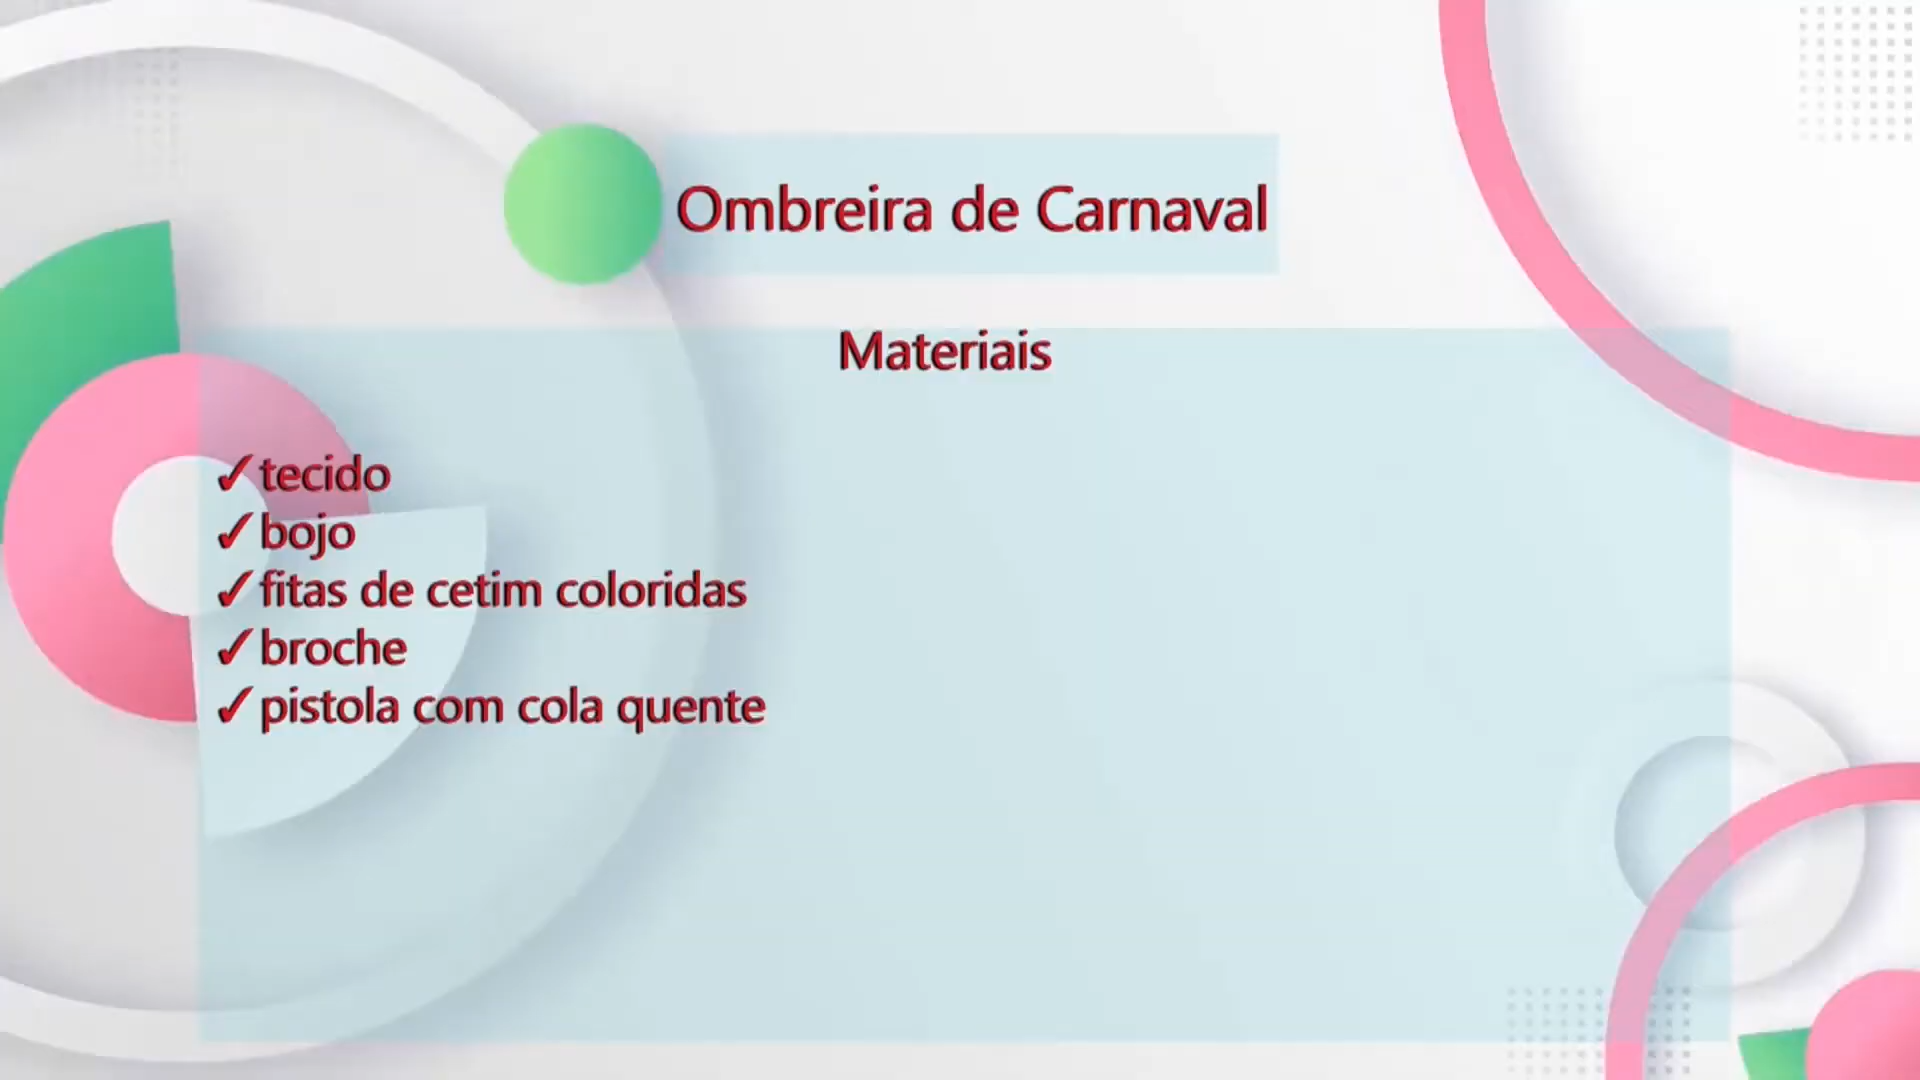 Ombreira de Carnaval
Materiais
✓tecido
✓bojo
✓fitas de cetim coloridas
✓broche
✓pistola com cola quente